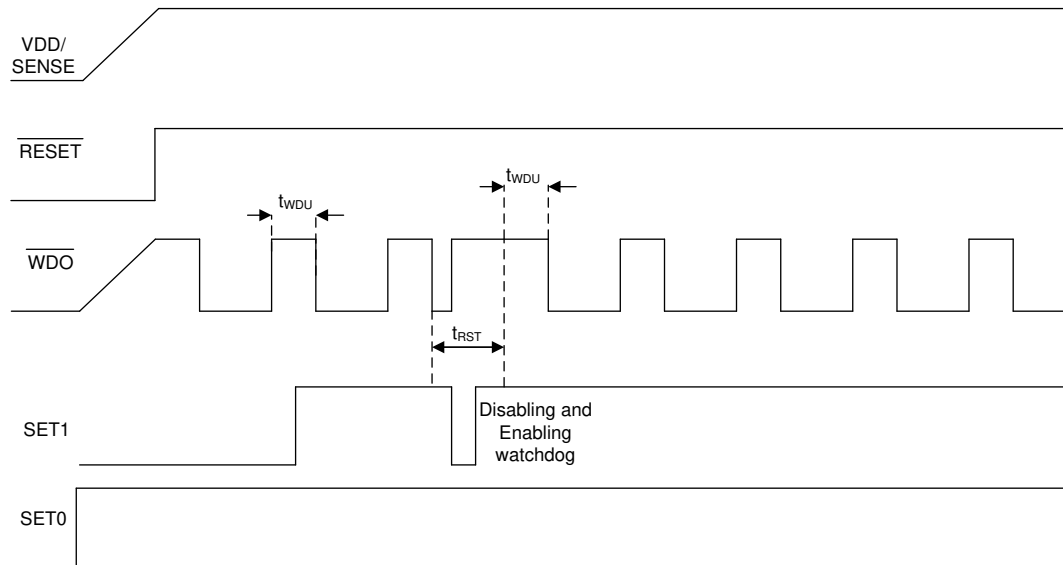 VDD/
SENSE
RESET
tWDU
tWDU
WDO
tRST
SET1
Disabling and
Enabling
watchdog
SET0